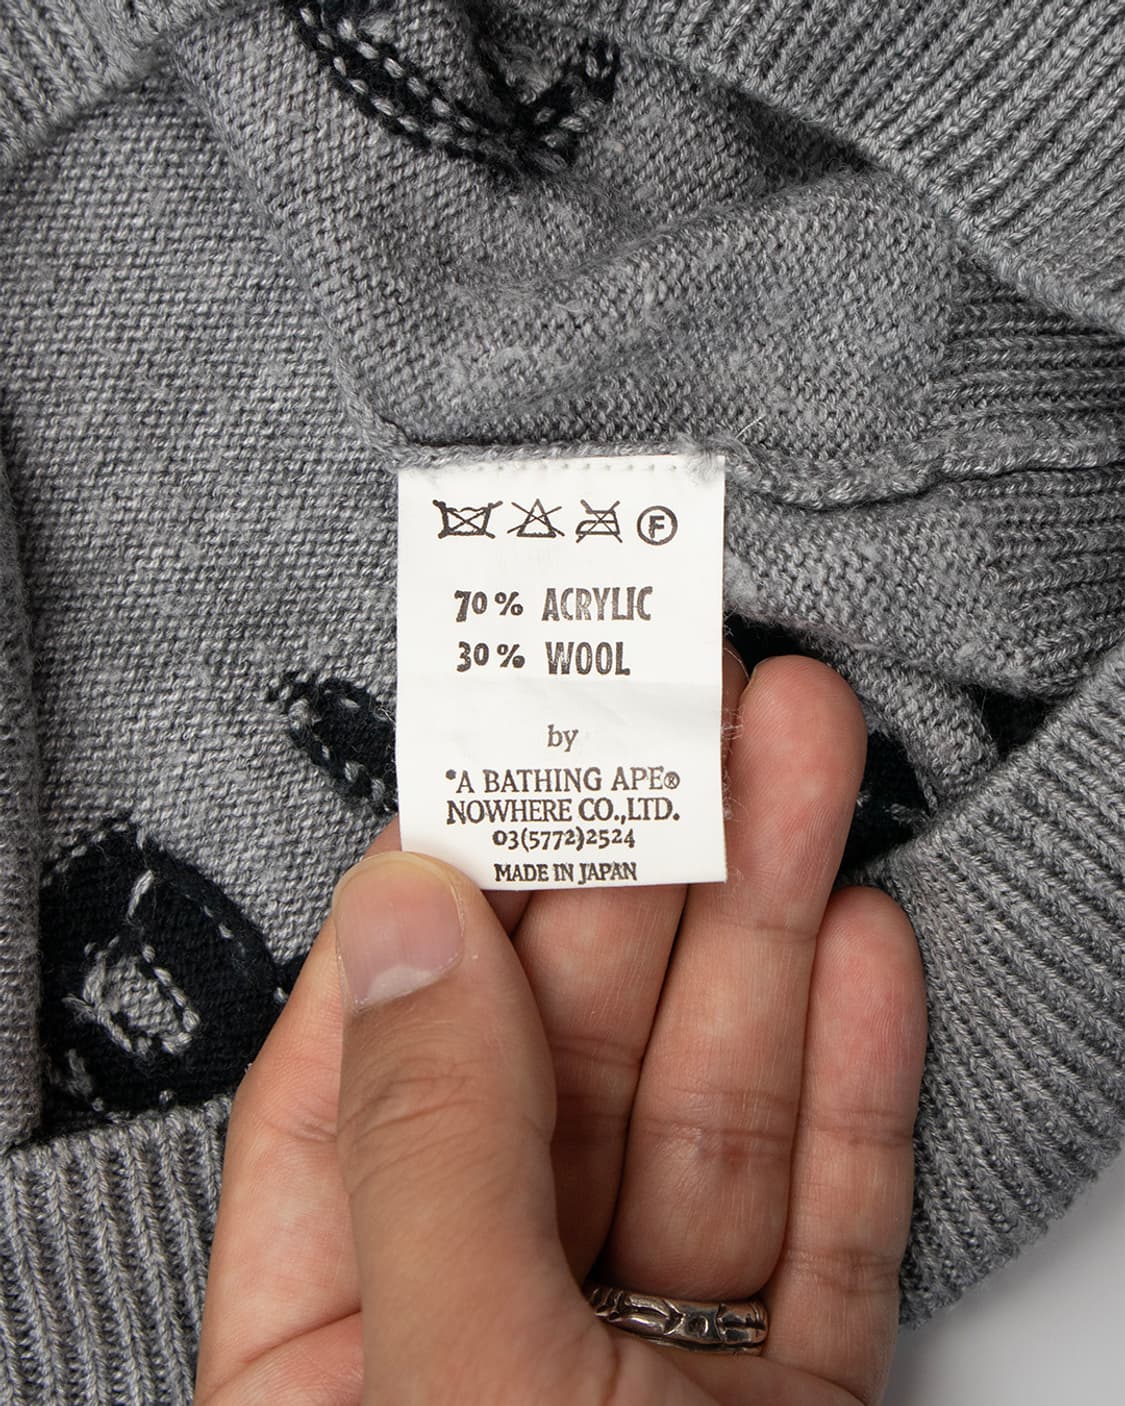 F
70% ACRYLIC
30% WOOL
by
*A BATHING APE®
NOWHERE CO.,LTD.
03(5772)2524
MADE IN JAPAN